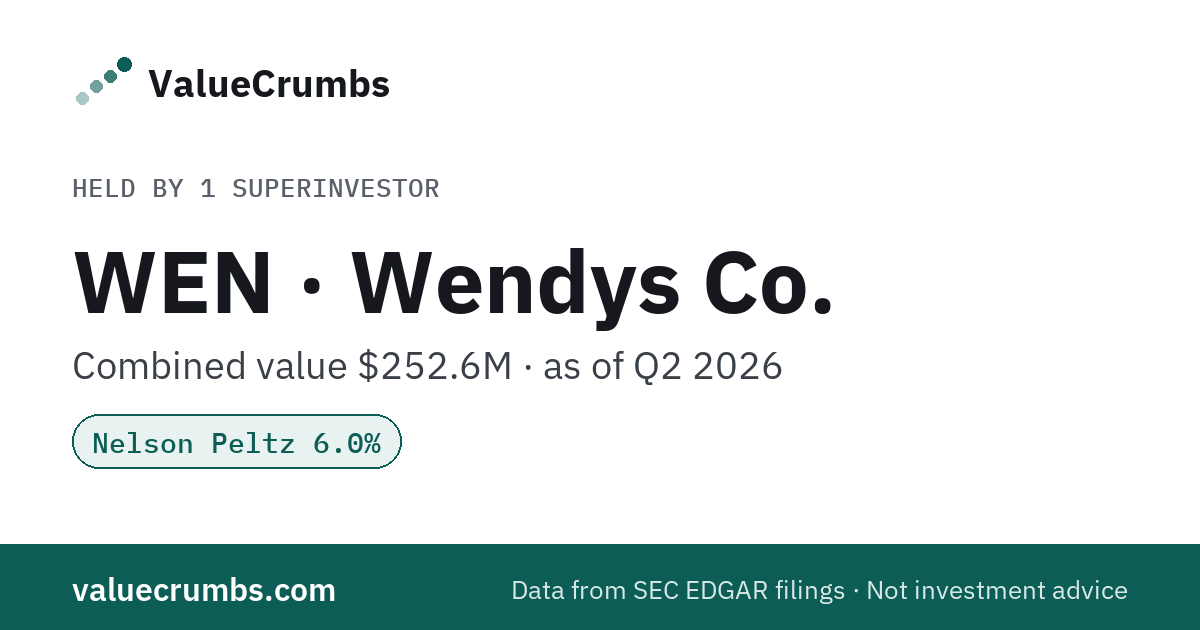 ValueCrumbs
HELD BY 1 SUPERINVESTOR
WEN · Wendys Co.
Combined value $252.6M · as of Q2 2026
Nelson Peltz 6.0%
valuecrumbs.com
Data from SEC EDGAR filings · Not investment advice